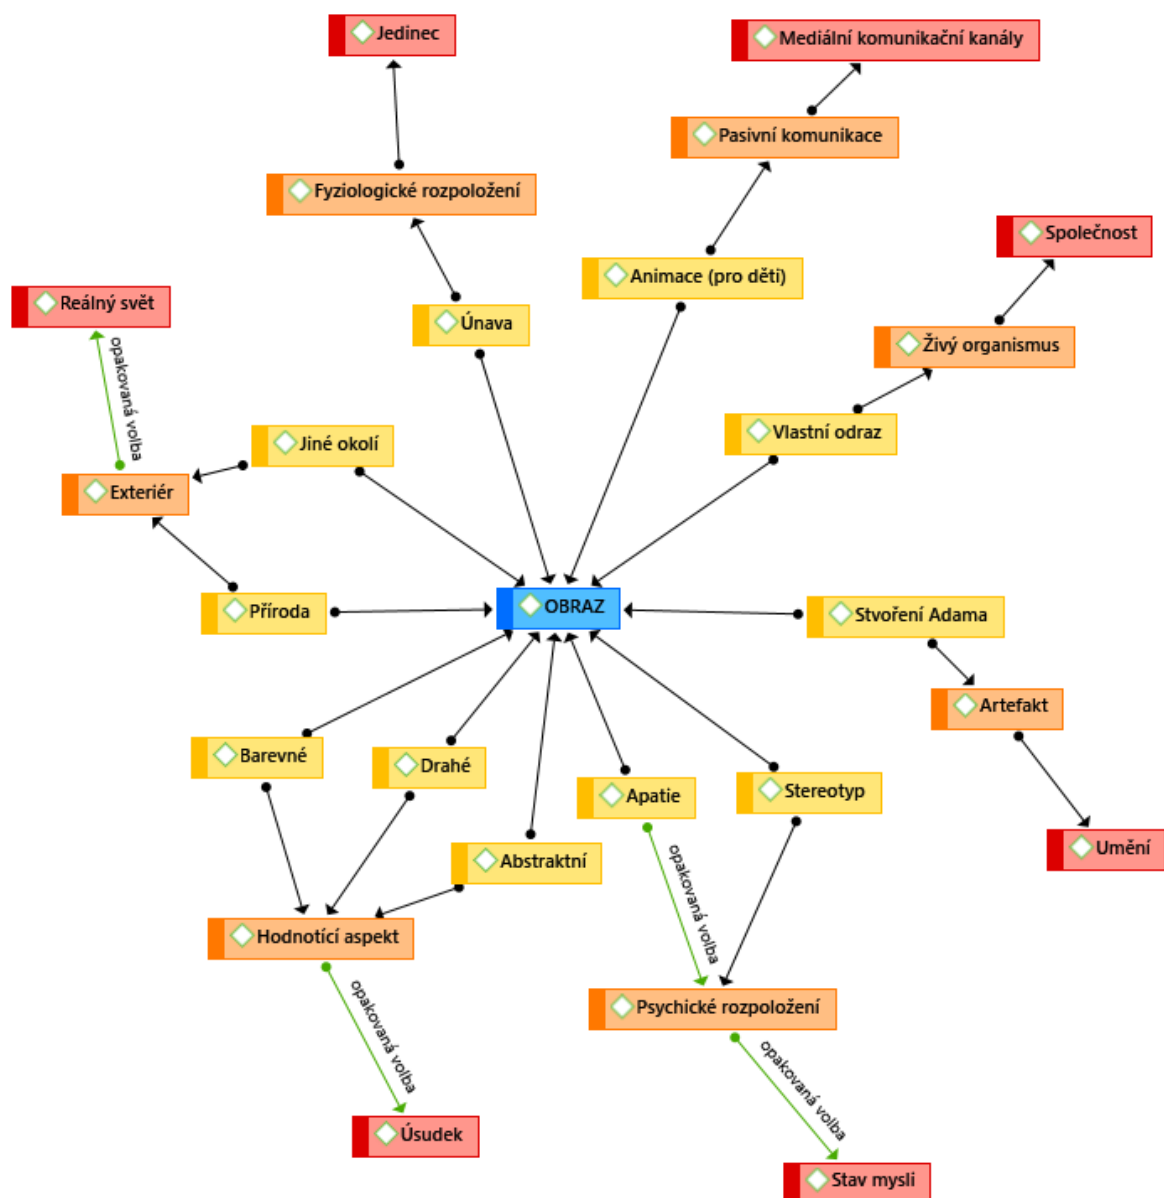 Jedinec
Mediální komunikační kanály
Pasivní komunikace
Fyziologické rozpoložení
Společnost
Animace (pro děti)
Reálný svět
Únava
Živý organismus
opakovaná volba
Jiné okolí
Vlastní odraz
Exteriér
OBRAZ
Příroda
Stvoření Adama
Artefakt
Barevné
Drahé
Apatie
Stereotyp
Umění
Abstraktní
opakovaná volba
Hodnotící aspekt
Psychické rozpoložení
opakovaná volba
opakovaná volba
Úsudek
Stav mysli